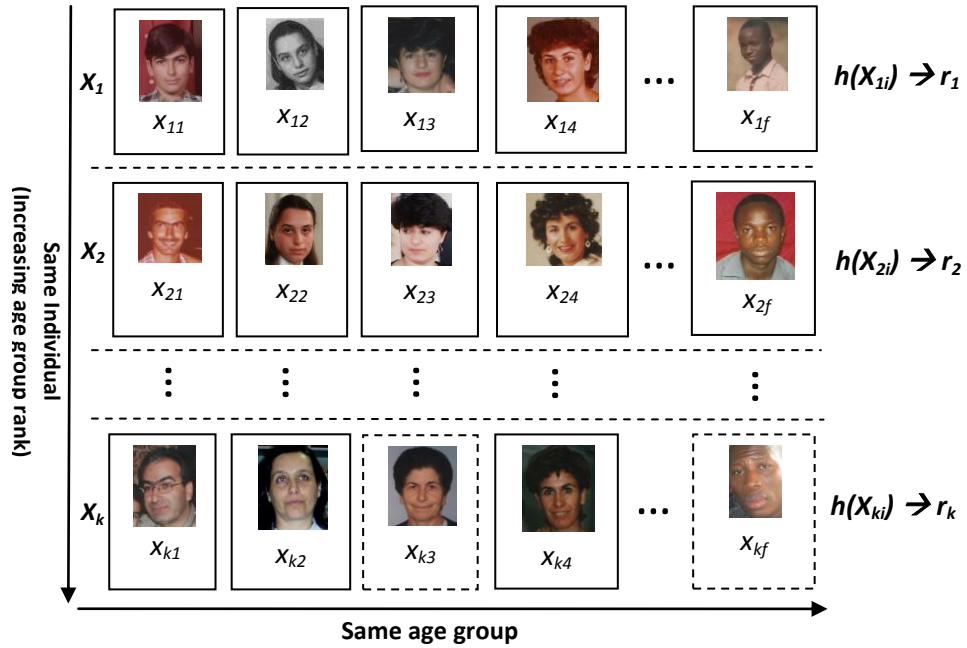 X1 h(X1i) → r1
x11 x12 x13 x14 ... x1f
X2 h(X2i) → r2
x21 x22 x23 x24 ... x2f
Xk h(Xki) → rk
xk1 xk2 xk3 xk4 ... xkf
Same Individual
(Increasing age group rank)
Same age group